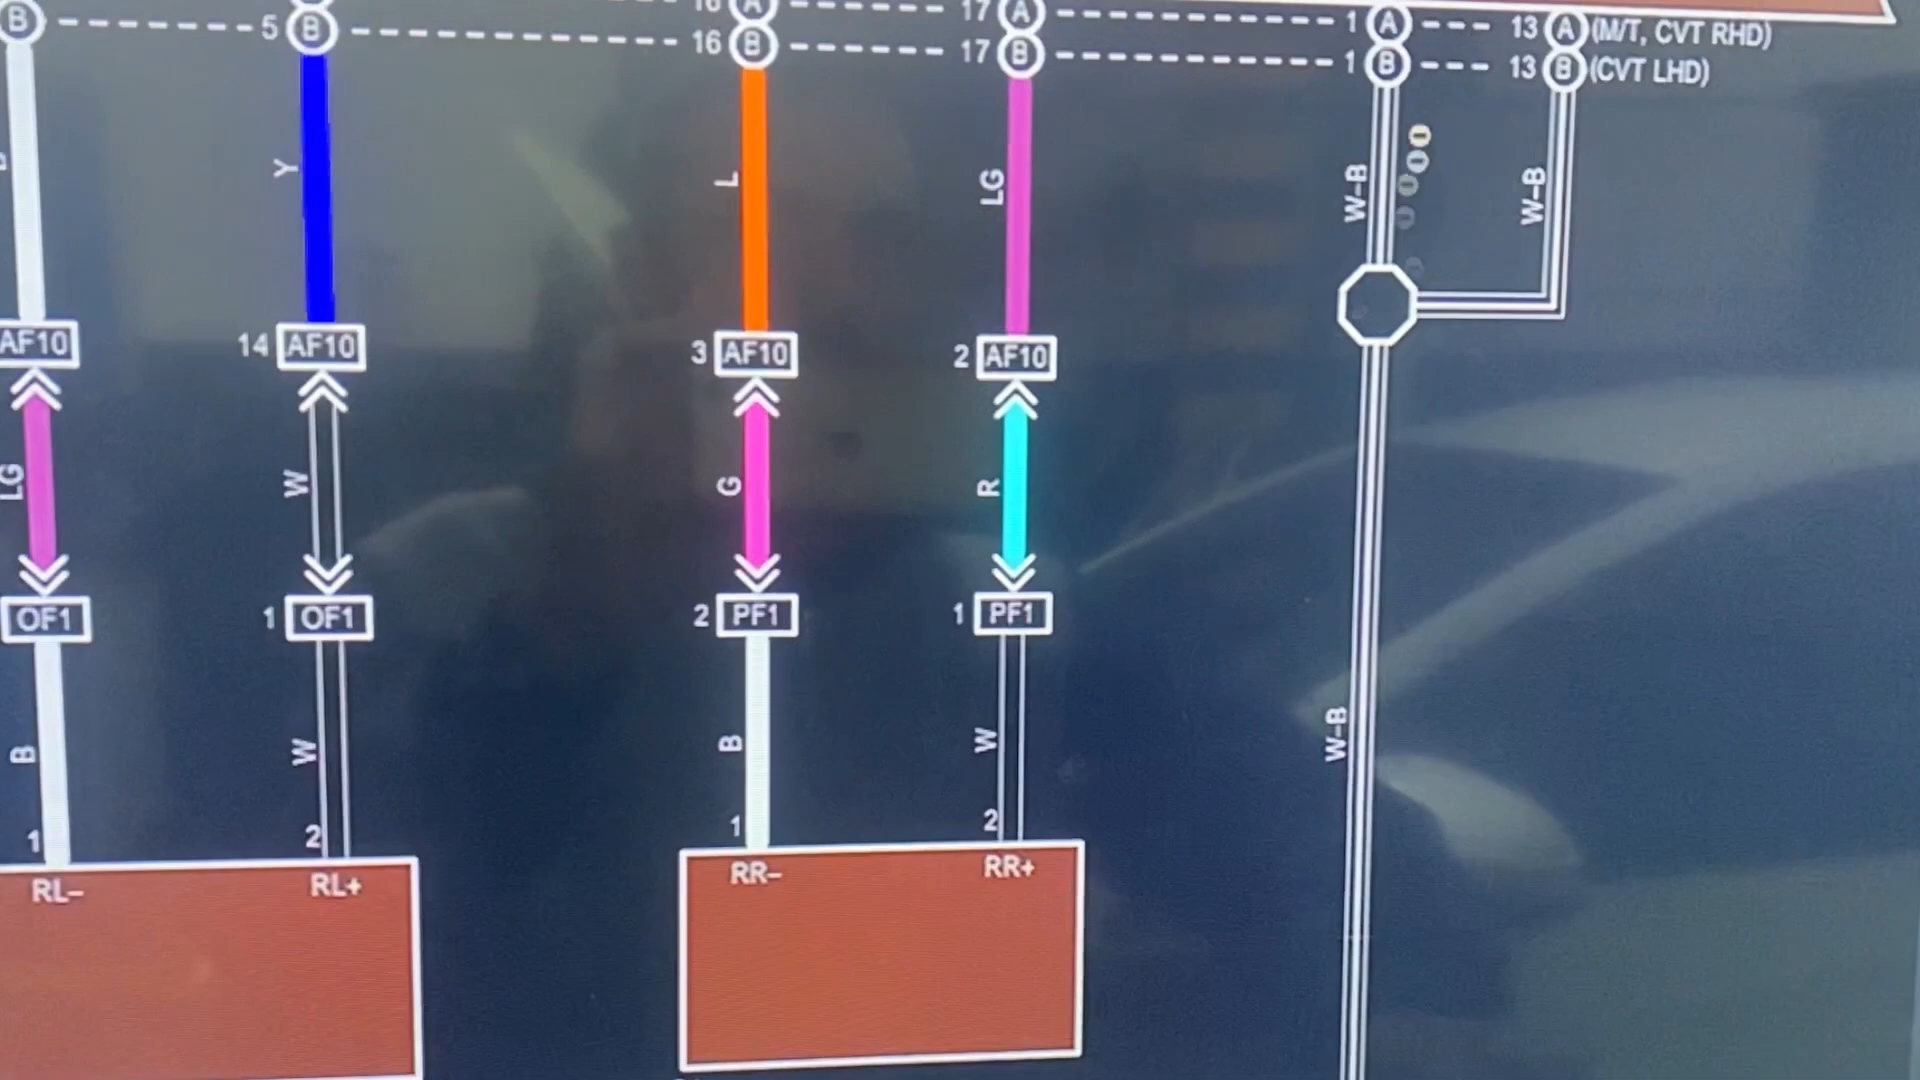 16 A 17 A 1 A 13 A (M/T, CVT RHD)
B 5 B 16 B 17 B 1 B 13 B (CVT LHD)
Y L LG W-B W-B
AF10 14 AF10 3 AF10 2 AF10
LG W G R
OF1 1 OF1 2 PF1 1 PF1
B W B W W-B
1 2 1 2
RL- RL+ RR- RR+